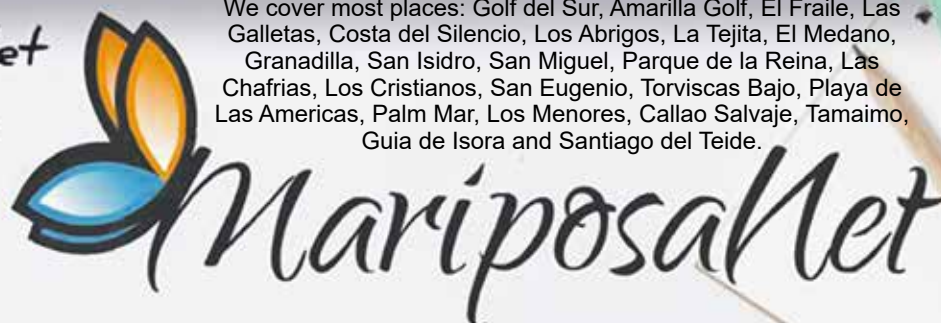 We cover most places: Golf del Sur, Amarilla Golf, El Fraile, Las
Galletas, Costa del Silencio, Los Abrigos, La Tejita, El Medano,
Granadilla, San Isidro, San Miguel, Parque de la Reina, Las
Chafrias, Los Cristianos, San Eugenio, Torviscas Bajo, Playa de
Las Americas, Palm Mar, Los Menores, Callao Salvaje, Tamaimo,
Guia de Isora and Santiago del Teide.
MariposaNet